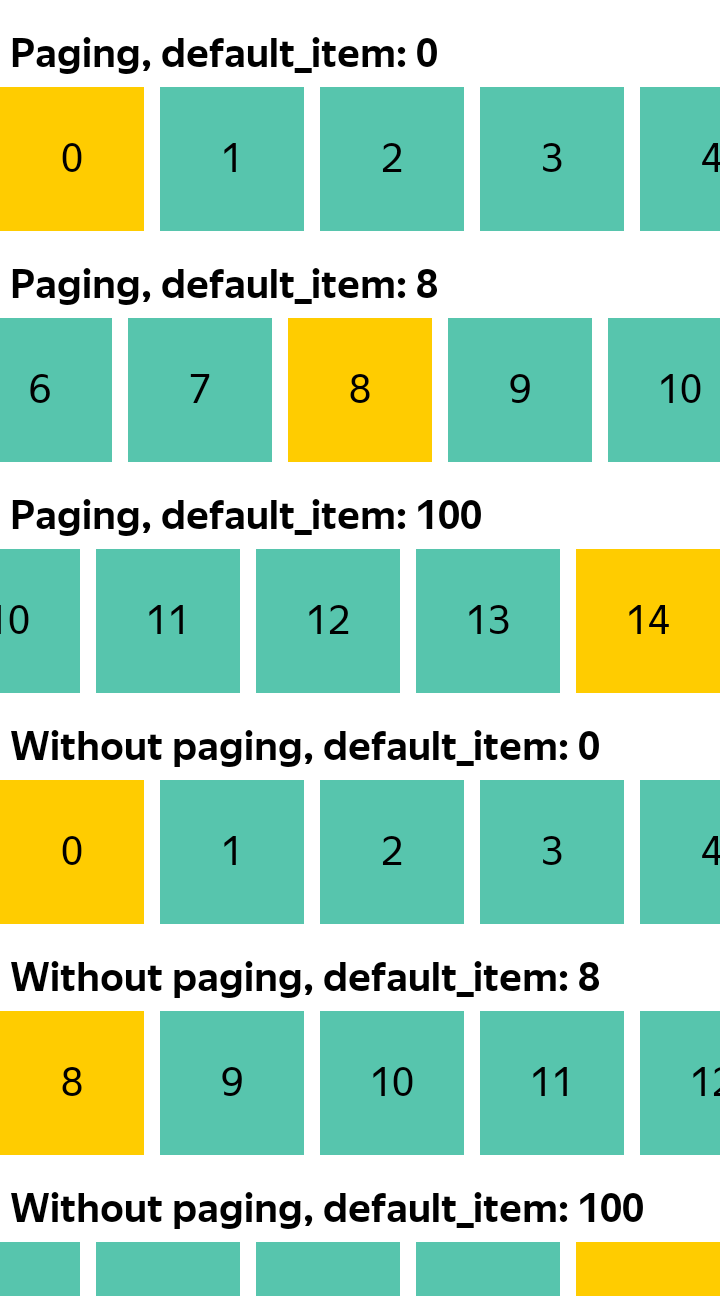 Paging, default_item: 0
0 1 2 3 4
Paging, default_item: 8
6 7 8 9 10
Paging, default_item: 100
10 11 12 13 14
Without paging, default_item: 0
0 1 2 3 4
Without paging, default_item: 8
8 9 10 11 12
Without paging, default_item: 100